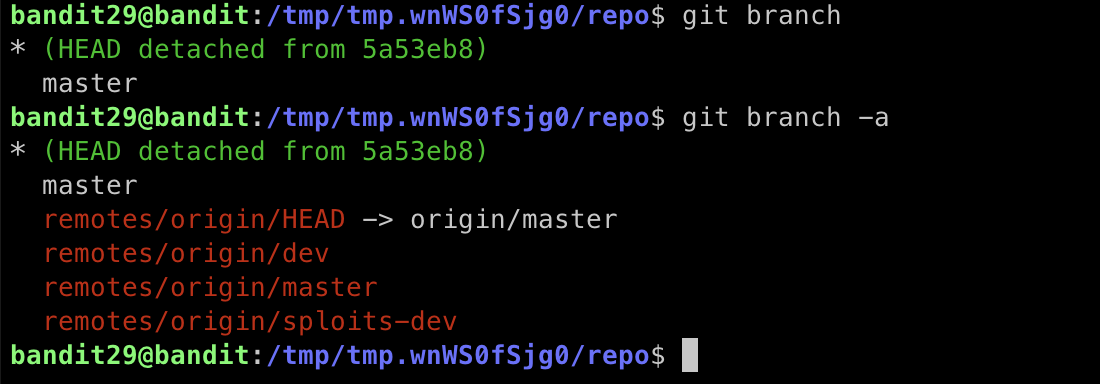 bandit29@bandit:/tmp/tmp.wnWS0fSjg0/repo$ git branch
* (HEAD detached from 5a53eb8)
  master
bandit29@bandit:/tmp/tmp.wnWS0fSjg0/repo$ git branch -a
* (HEAD detached from 5a53eb8)
  master
  remotes/origin/HEAD -> origin/master
  remotes/origin/dev
  remotes/origin/master
  remotes/origin/sploits-dev
bandit29@bandit:/tmp/tmp.wnWS0fSjg0/repo$